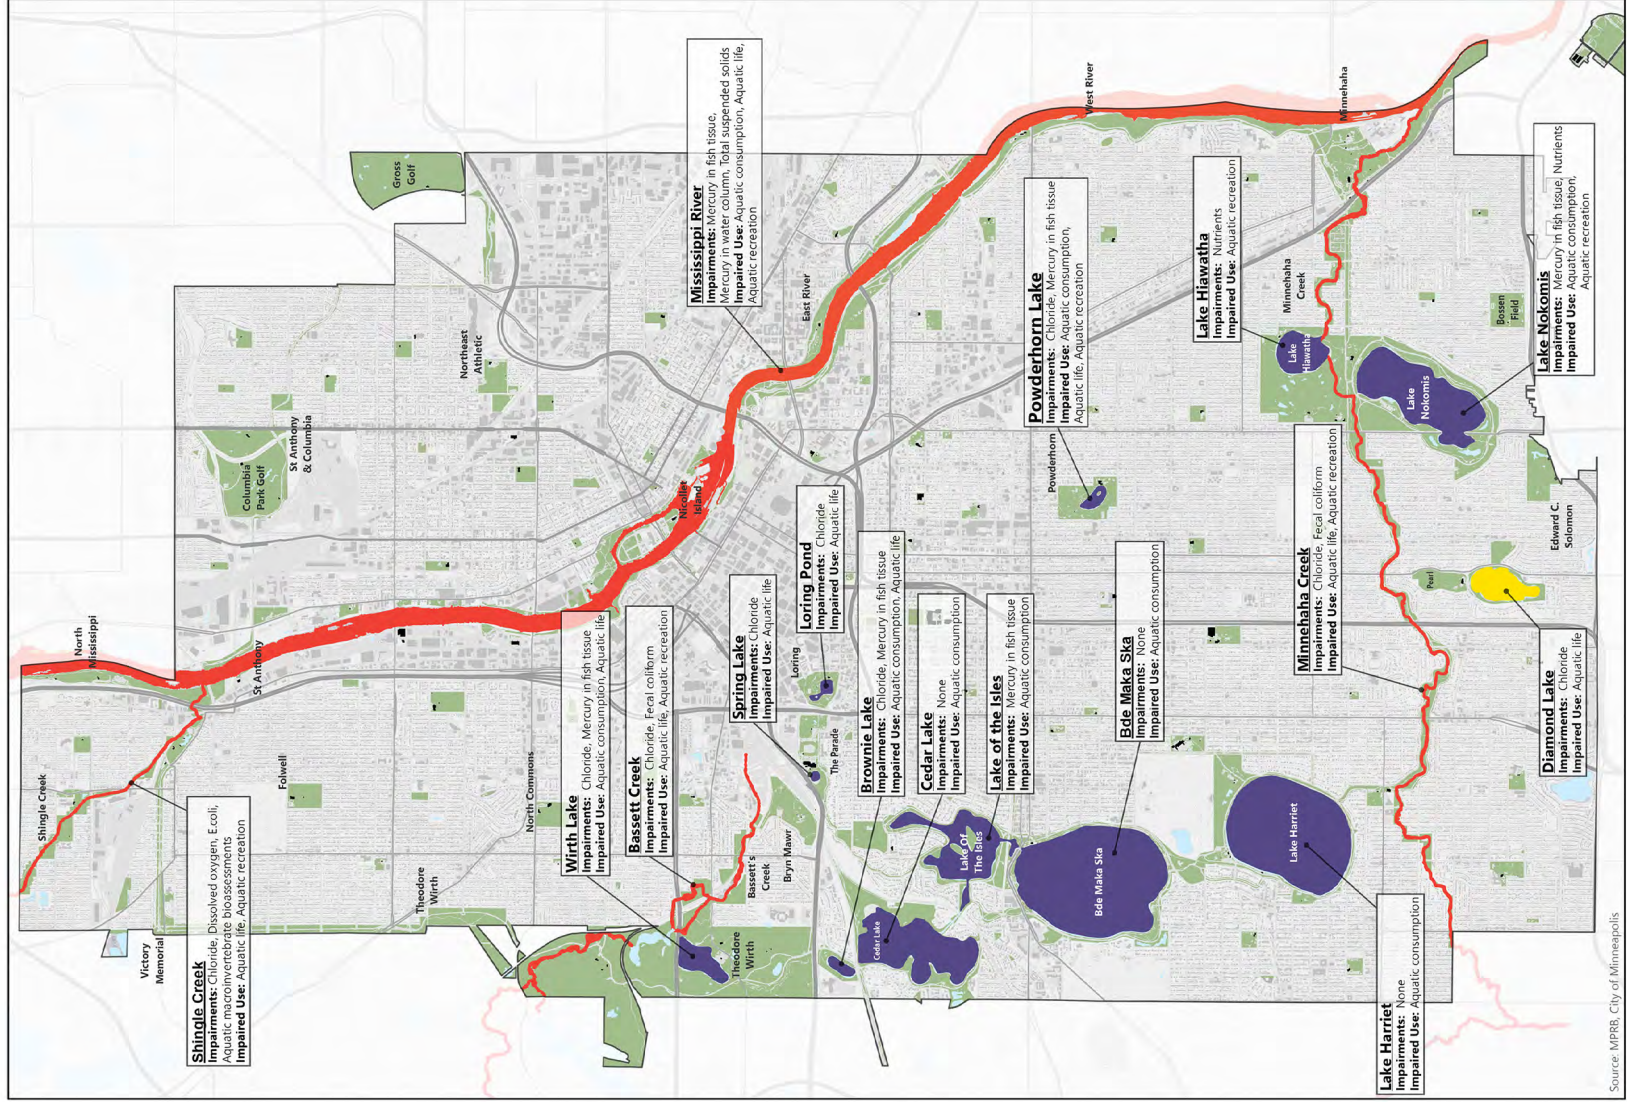 Shingle Creek
Impairments: Chloride, Dissolved oxygen, E.coli,
Aquatic macroinvertebrate bioassessments
Impaired Use: Aquatic life, Aquatic recreation
Wirth Lake
Impairments: Chloride, Mercury in fish tissue
Impaired Use: Aquatic consumption, Aquatic life
Bassett Creek
Impairments: Chloride, Fecal coliform
Impaired Use: Aquatic life, Aquatic recreation
Mississippi River
Impairments: Mercury in fish tissue,
Mercury in water column, Total suspended solids
Impaired Use: Aquatic consumption, Aquatic life,
Aquatic recreation
Spring Lake
Impairments: Chloride
Impaired Use: Aquatic life
Loring Pond
Impairments: Chloride
Impaired Use: Aquatic life
Brownie Lake
Impairments: Chloride, Mercury in fish tissue
Impaired Use: Aquatic consumption, Aquatic life
Cedar Lake
Impairments: None
Impaired Use: Aquatic consumption
Lake of the Isles
Impairments: Mercury in fish tissue
Impaired Use: Aquatic consumption
Powderhorn Lake
Impairments: Chloride, Mercury in fish tissue
Impaired Use: Aquatic consumption,
Aquatic life, Aquatic recreation
Bde Maka Ska
Impairments: None
Impaired Use: Aquatic consumption
Lake Hiawatha
Impairments: Nutrients
Impaired Use: Aquatic recreation
Minnehaha Creek
Impairments: Chloride, Fecal coliform
Impaired Use: Aquatic life, Aquatic recreation
Lake Harriet
Impairments: None
Impaired Use: Aquatic consumption
Lake Nokomis
Impairments: Mercury in fish tissue, Nutrients
Impaired Use: Aquatic consumption,
Aquatic recreation
Diamond Lake
Impairments: Chloride
Impaired Use: Aquatic life
Shingle Creek
North
Mississippi
Victory
Memorial
St Anthony
Folwell
Columbia
Park Golf
St Anthony
& Columbia
Gross
Golf
Northeast
Athletic
Theodore
Wirth
North Commons
Nicollet
Island
Theodore
Wirth
Bassett's
Creek
Bryn Mawr
The Parade
Loring
East River
Cedar Lake
Lake Of
The Isles
Powderhorn
West River
Bde Maka Ska
Lake Harriet
Lake
Hiawatha
Minnehaha
Creek
Minnehaha
Lake
Nokomis
Pearl
Bossen
Field
Edward C.
Solomon
Source: MPRB, City of Minneapolis